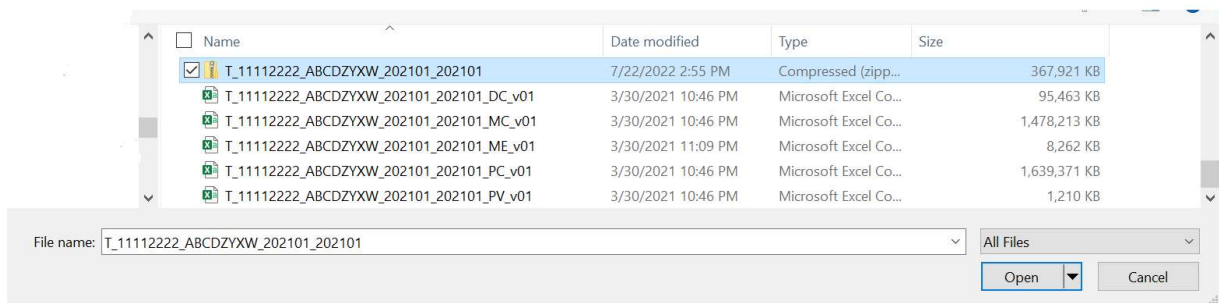 Name Date modified Type Size
T_11112222_ABCDZYXW_202101_202101 7/22/2022 2:55 PM Compressed (zipp... 367,921 KB
T_11112222_ABCDZYXW_202101_202101_DC_v01 3/30/2021 10:46 PM Microsoft Excel Co... 95,463 KB
T_11112222_ABCDZYXW_202101_202101_MC_v01 3/30/2021 10:46 PM Microsoft Excel Co... 1,478,213 KB
T_11112222_ABCDZYXW_202101_202101_ME_v01 3/30/2021 11:09 PM Microsoft Excel Co... 8,262 KB
T_11112222_ABCDZYXW_202101_202101_PC_v01 3/30/2021 10:46 PM Microsoft Excel Co... 1,639,371 KB
T_11112222_ABCDZYXW_202101_202101_PV_v01 3/30/2021 10:46 PM Microsoft Excel Co... 1,210 KB
File name: T_11112222_ABCDZYXW_202101_202101 All Files
Open Cancel